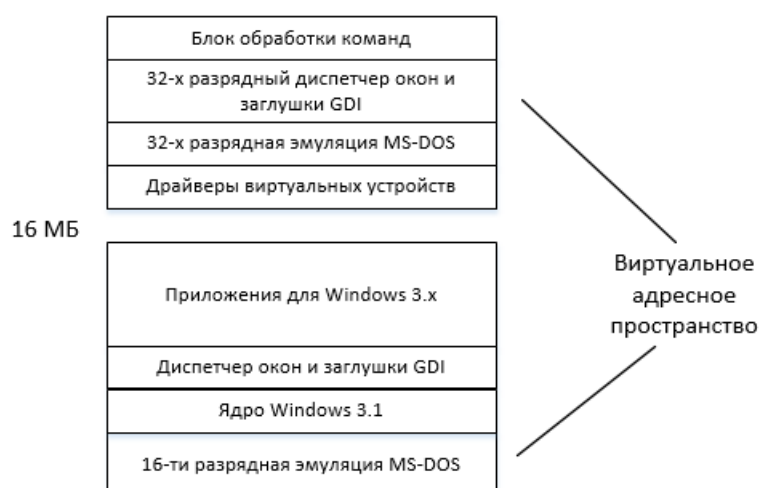 Блок обработки команд
32-х разрядный диспетчер окон и
заглушки GDI
32-х разрядная эмуляция MS-DOS
Драйверы виртуальных устройств
16 МБ
Приложения для Windows 3.x
Диспетчер окон и заглушки GDI
Ядро Windows 3.1
16-ти разрядная эмуляция MS-DOS
Виртуальное
адресное
пространство